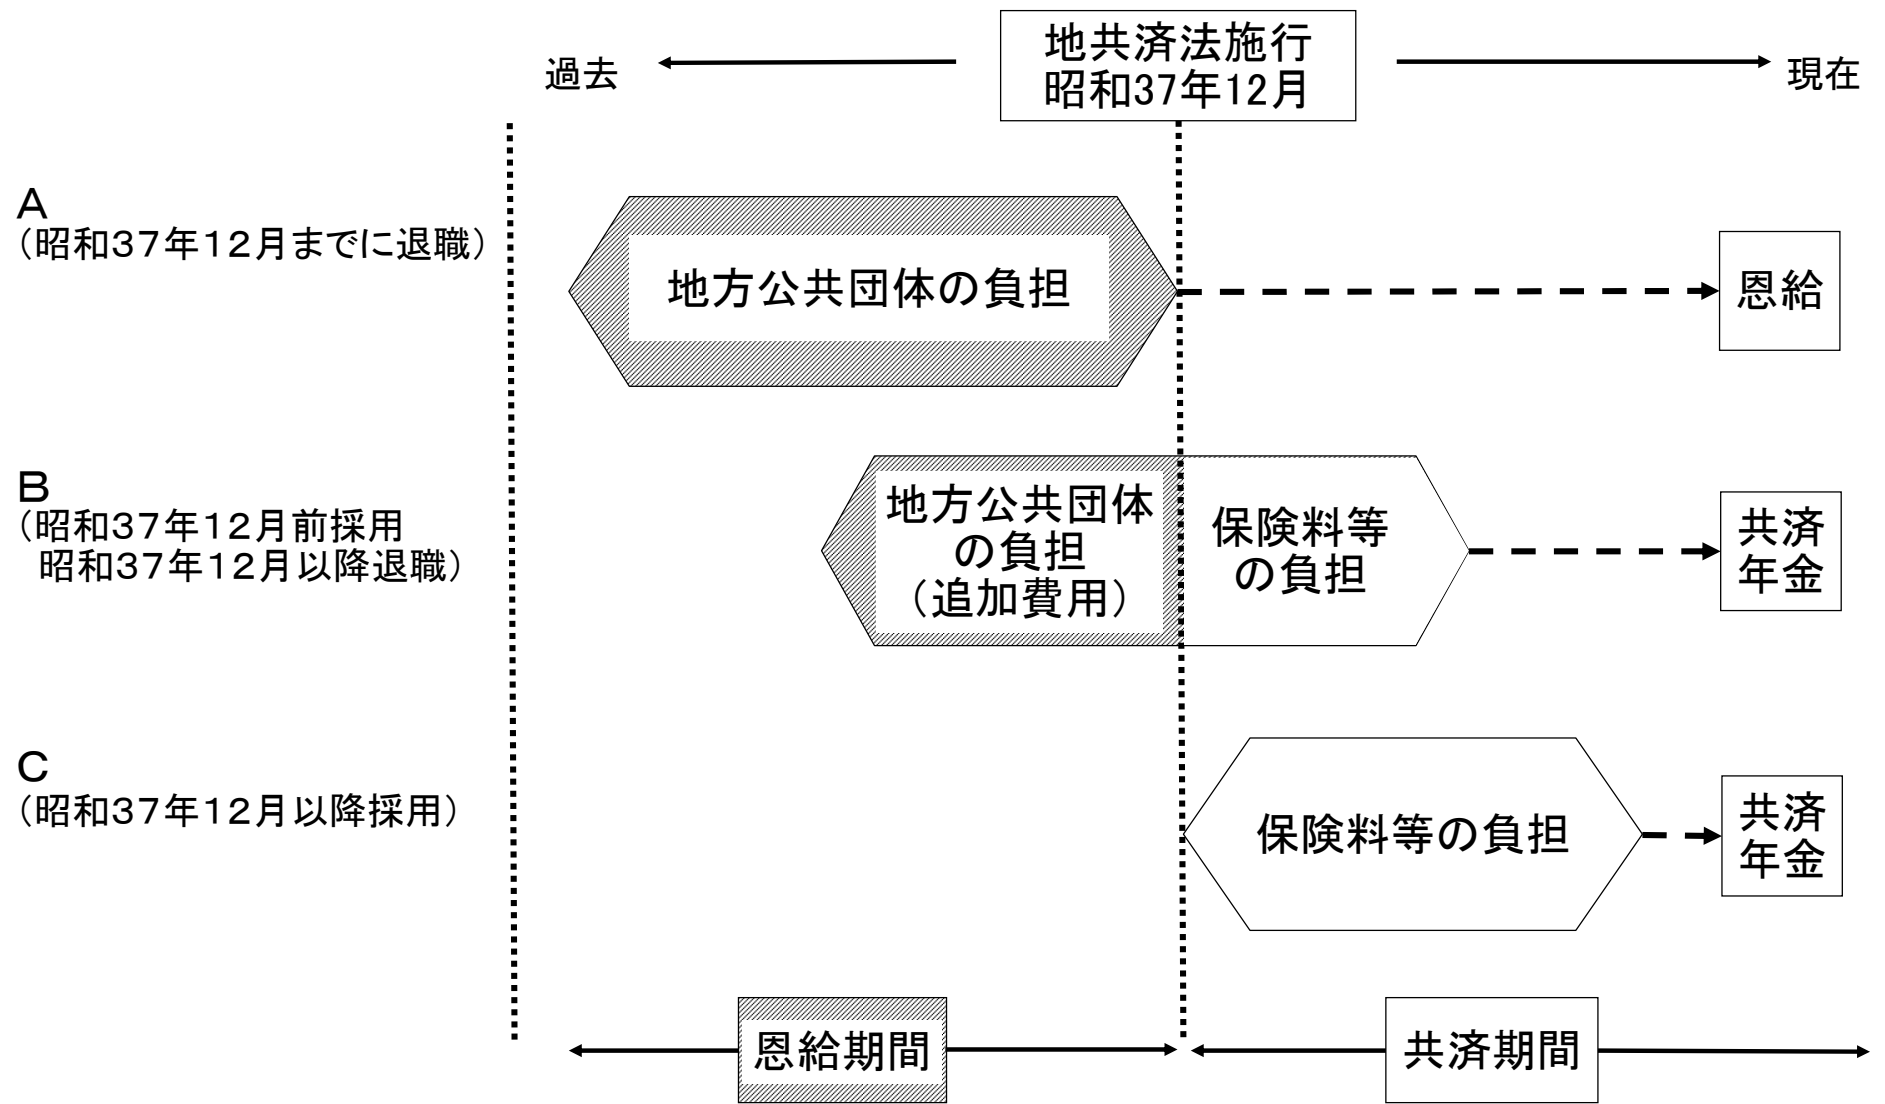 地共済法施行
昭和37年12月
過去
現在
A
（昭和37年12月までに退職）
地方公共団体の負担
恩給
B
（昭和37年12月前採用
昭和37年12月以降退職）
地方公共団体
の負担
（追加費用）
保険料等
の負担
共済
年金
C
（昭和37年12月以降採用）
保険料等の負担
共済
年金
恩給期間
共済期間